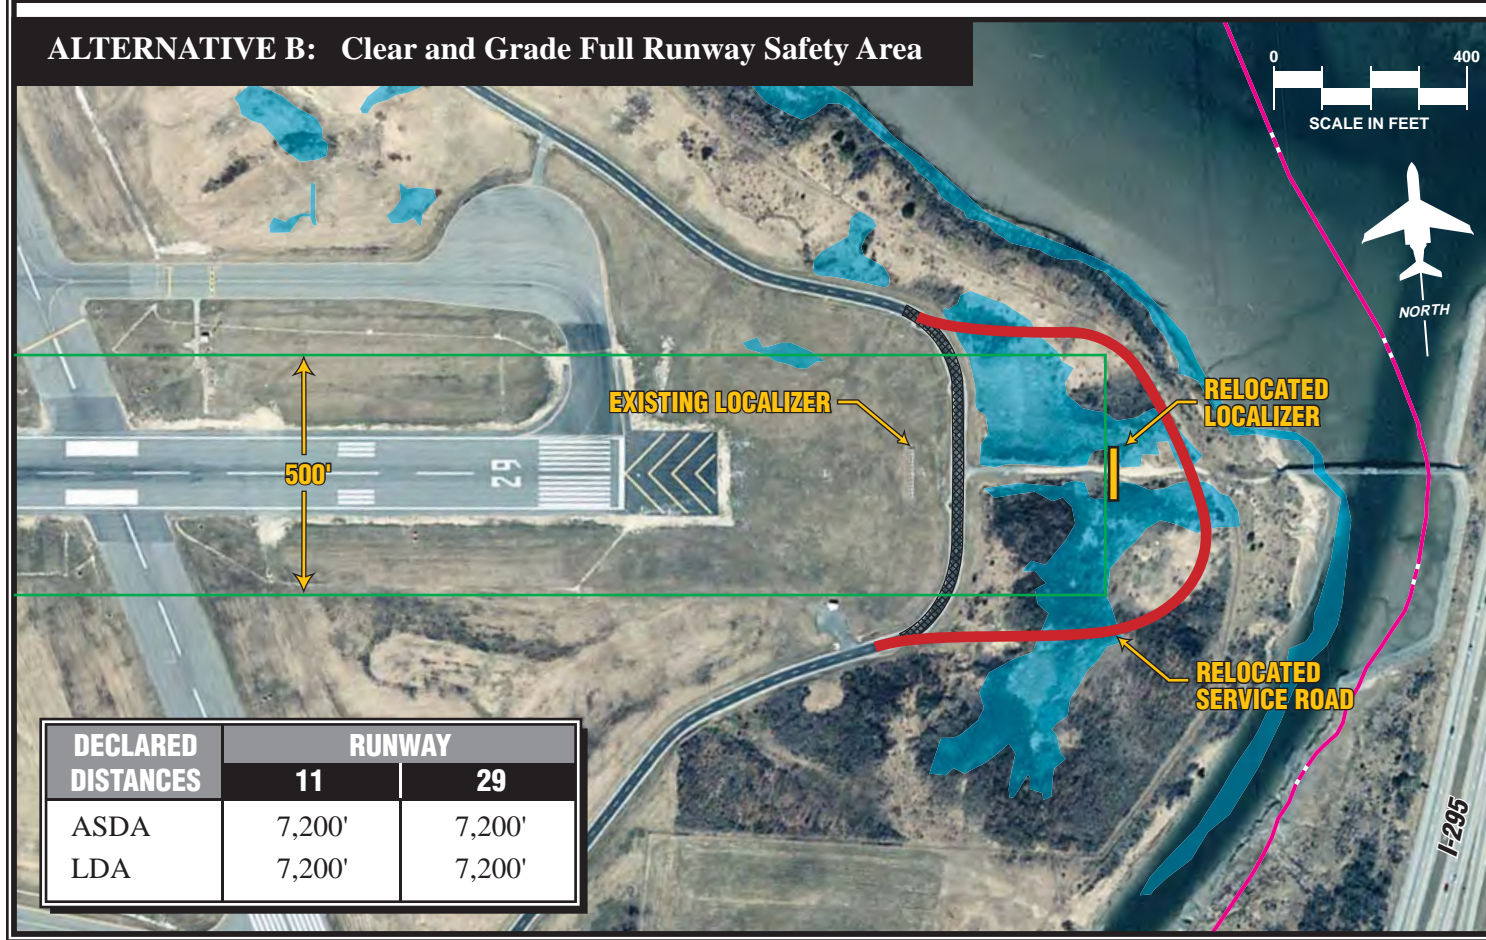 ALTERNATIVE B: Clear and Grade Full Runway Safety Area
0 400
SCALE IN FEET
NORTH
EXISTING LOCALIZER
RELOCATED
LOCALIZER
500'
29
RELOCATED
SERVICE ROAD
I-295
DECLARED
DISTANCES
RUNWAY
11 29
ASDA 7,200' 7,200'
LDA 7,200' 7,200'